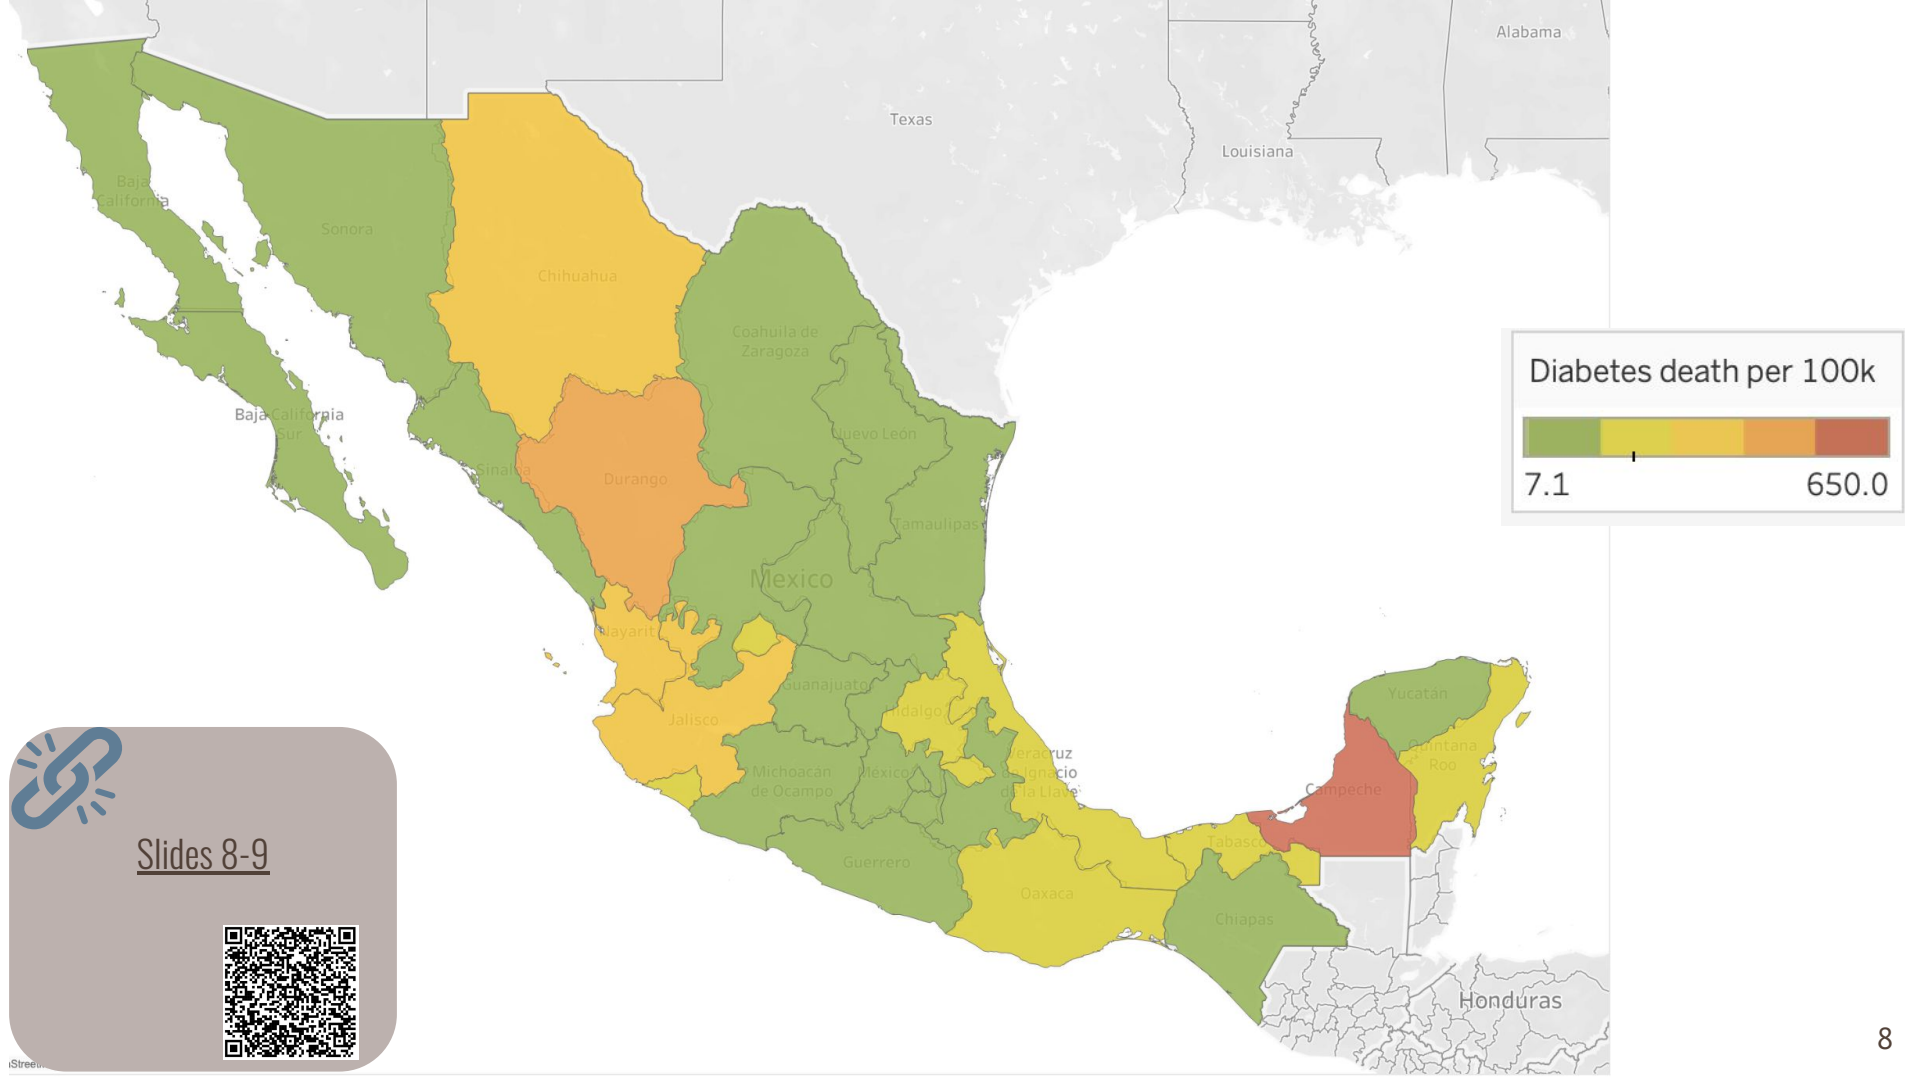 Alabama
Texas
Louisiana
Baja
California
Sonora
Chihuahua
Coahuila de
Zaragoza
Diabetes death per 100k
7.1
650.0
Baja California
Sur
Nuevo León
Sinaloa
Durango
Tamaulipas
Mexico
Nayarit
Guanajuato
Yucatán
Hidalgo
Jalisco
Quintana
Roo
Michoacán
de Ocampo
México
Veracruz
de Ignacio
de la Llave
Campeche
Tabasco
Slides 8-9
Guerrero
Oaxaca
Chiapas
Honduras
8